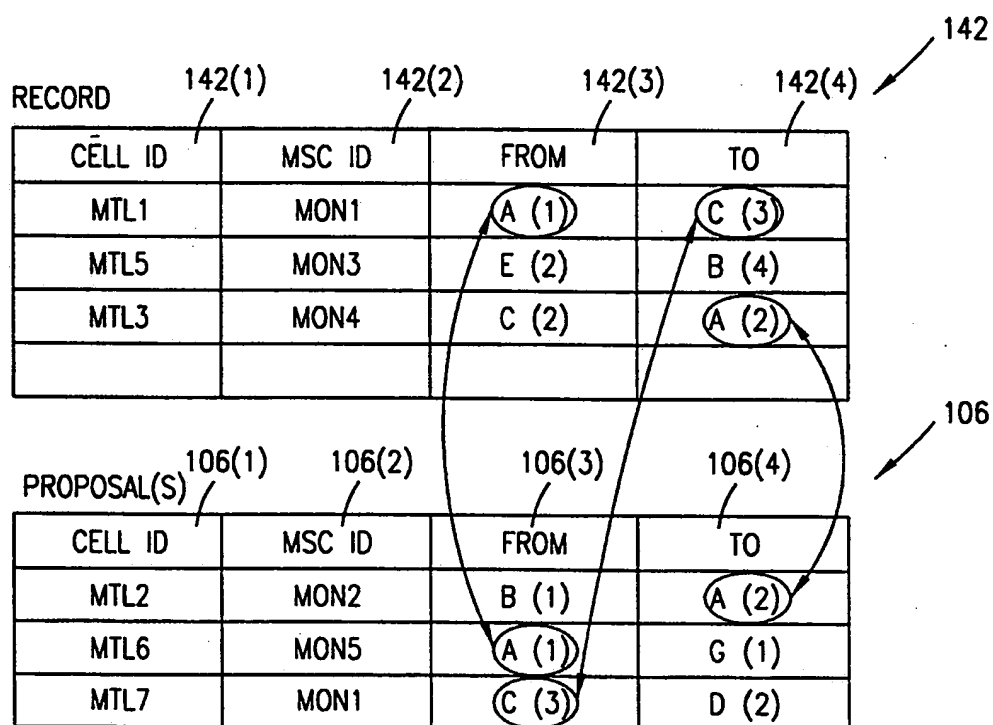 142
142(1) 142(2) 142(3) 142(4)
RECORD
CELL ID MSC ID FROM TO
MTL1 MON1 A (1) C (3)
MTL5 MON3 E (2) B (4)
MTL3 MON4 C (2) A (2)
106
106(1) 106(2) 106(3) 106(4)
PROPOSAL(S)
CELL ID MSC ID FROM TO
MTL2 MON2 B (1) A (2)
MTL6 MON5 A (1) G (1)
MTL7 MON1 C (3) D (2)